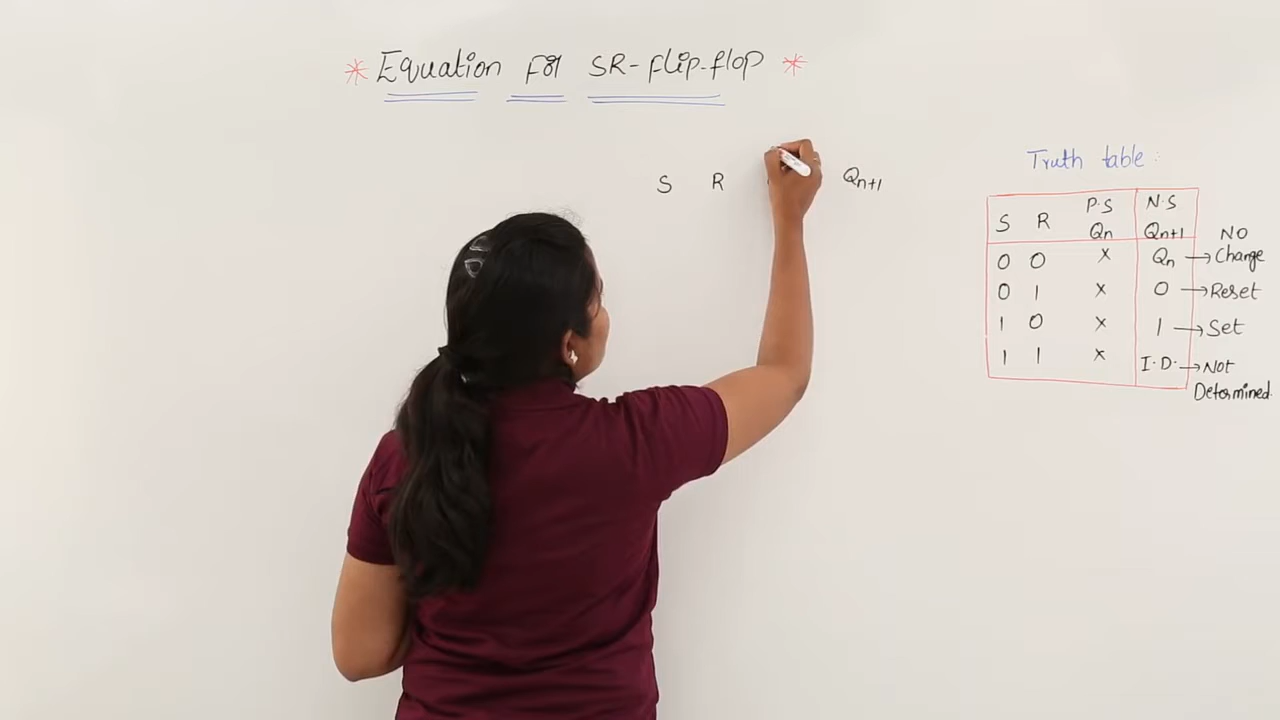 * Equation for SR-flip-flop *
S R Qn+1
Truth table :
P.S N.S
S R Qn Qn+1
0 0 x Qn → NO Change
0 1 x 0 → Reset
1 0 x 1 → Set
1 1 x I.D. → Not Determined.